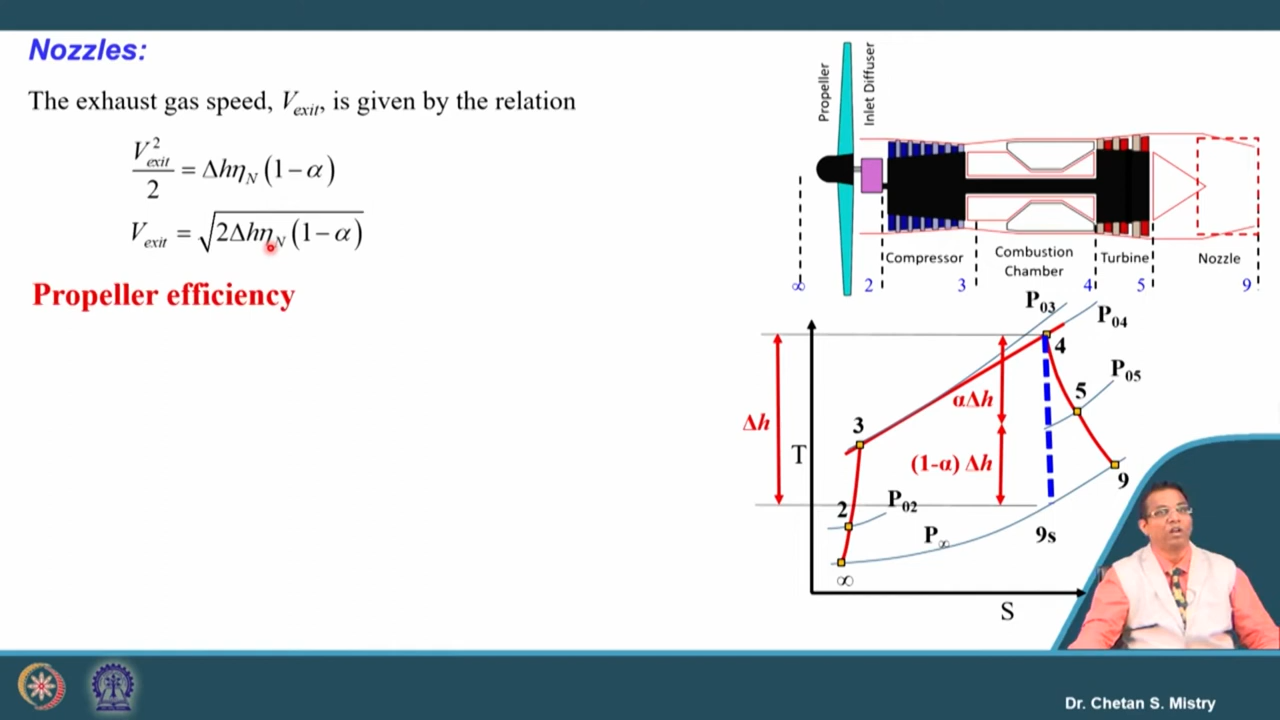 Nozzles:
The exhaust gas speed, V_exit, is given by the relation
V²_exit / 2 = Δhη_N (1−α)
V_exit = √2Δhη_N (1−α)
Propeller efficiency
Propeller
Inlet Diffuser
Compressor
Combustion
Chamber
Turbine
Nozzle
∞ 2 3 4 5 9
P03
P04
4
P05
5
αΔh
Δh
3
T
(1-α) Δh
9
2
P02
P∞
9s
∞
S
Dr. Chetan S. Mistry